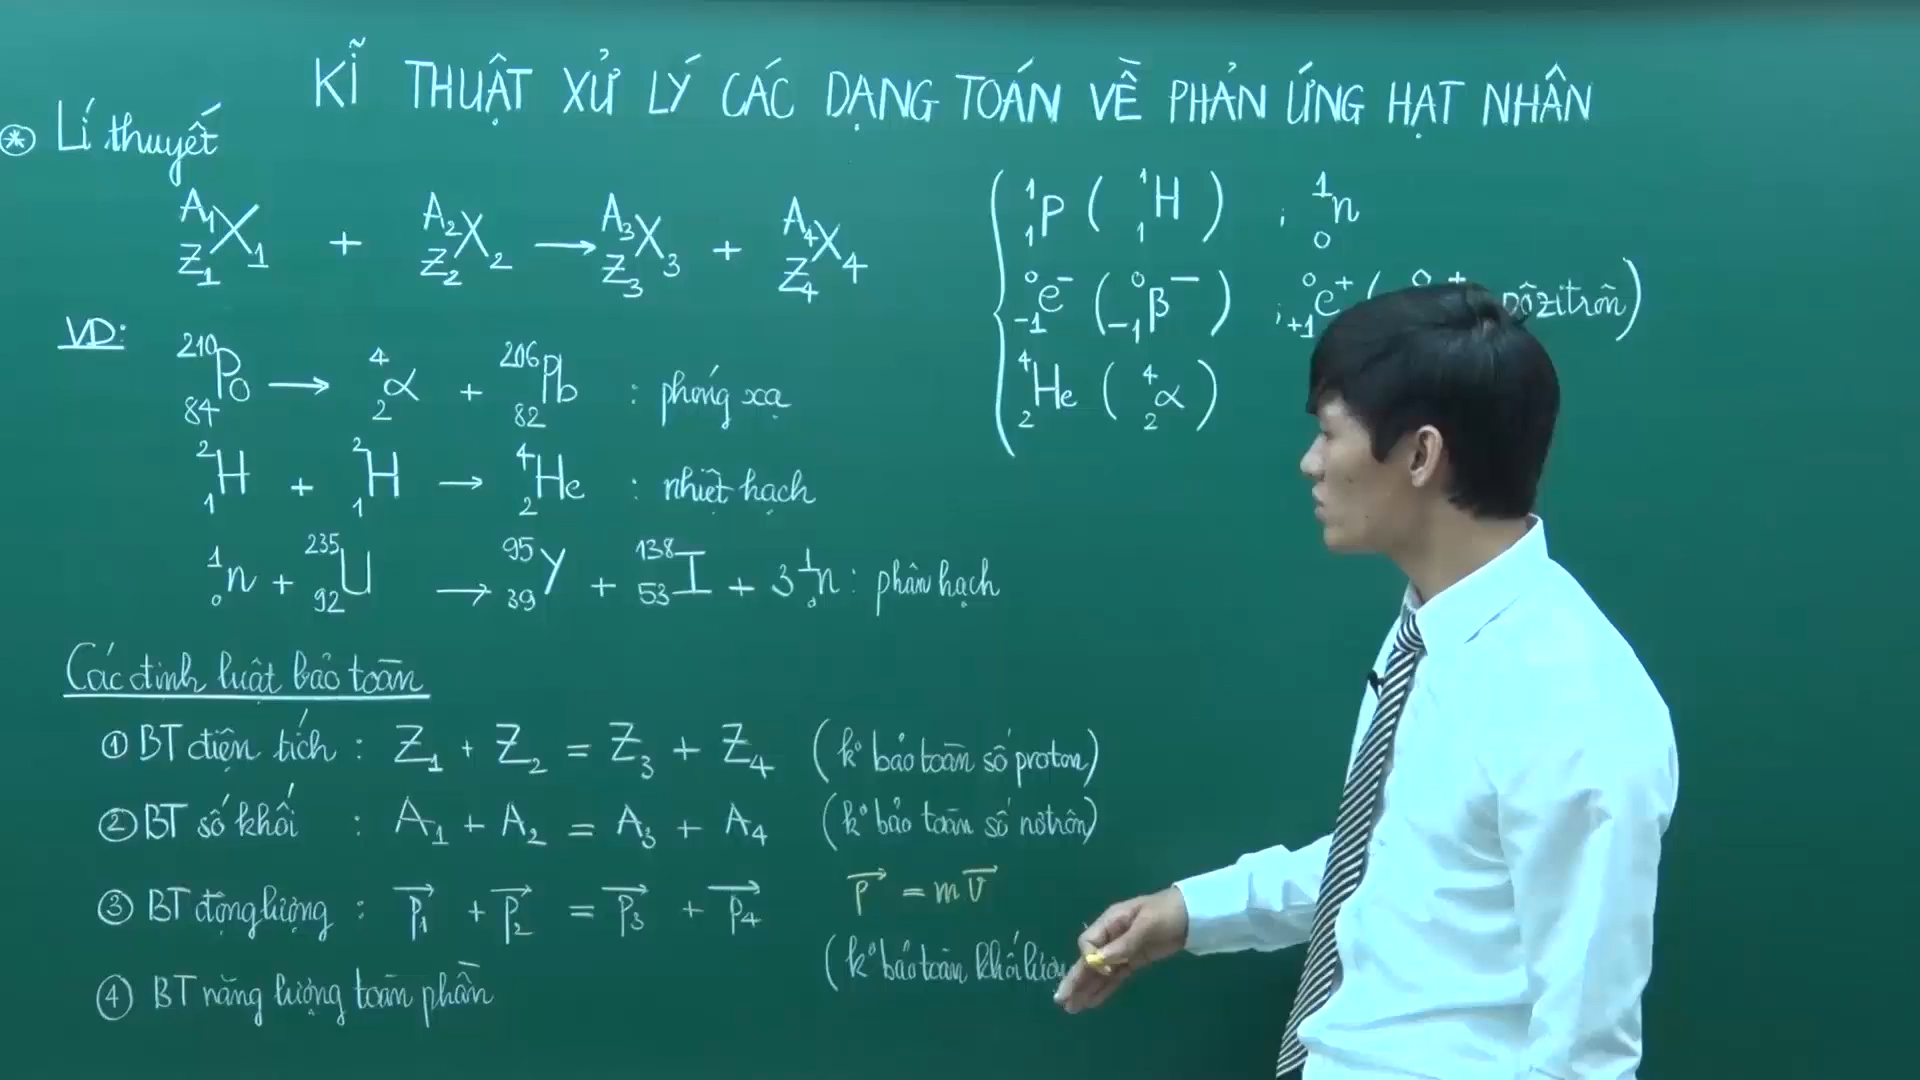 KĨ THUẬT XỬ LÝ CÁC DẠNG TOÁN VỀ PHẢN ỨNG HẠT NHÂN
⊛ Lí thuyết
^{A₁}_{Z₁}X₁ + ^{A₂}_{Z₂}X₂ → ^{A₃}_{Z₃}X₃ + ^{A₄}_{Z₄}X₄
VD: ^{210}_{84}Po → ^{4}_{2}α + ^{206}_{82}Pb : phóng xạ
^{2}_{1}H + ^{2}_{1}H → ^{4}_{2}He : nhiệt hạch
^{1}_{0}n + ^{235}_{92}U → ^{95}_{39}Y + ^{138}_{53}I + 3^{1}_{0}n : phân hạch
^{1}_{1}p ( ^{1}_{1}H ) ; ^{1}_{0}n
^{0}_{-1}e⁻ ( ^{0}_{-1}β⁻ ) ; ^{0}_{+1}e⁺ ( pôzitrôn )
^{4}_{2}He ( ^{4}_{2}α )
Các định luật bảo toàn
① BT điện tích : Z₁ + Z₂ = Z₃ + Z₄ (k° bảo toàn số proton)
② BT số khối : A₁ + A₂ = A₃ + A₄ (k° bảo toàn số nơtrôn)
③ BT động lượng : p₁→ + p₂→ = p₃→ + p₄→ p→ = mv→
④ BT năng lượng toàn phần (k° bảo toàn khối